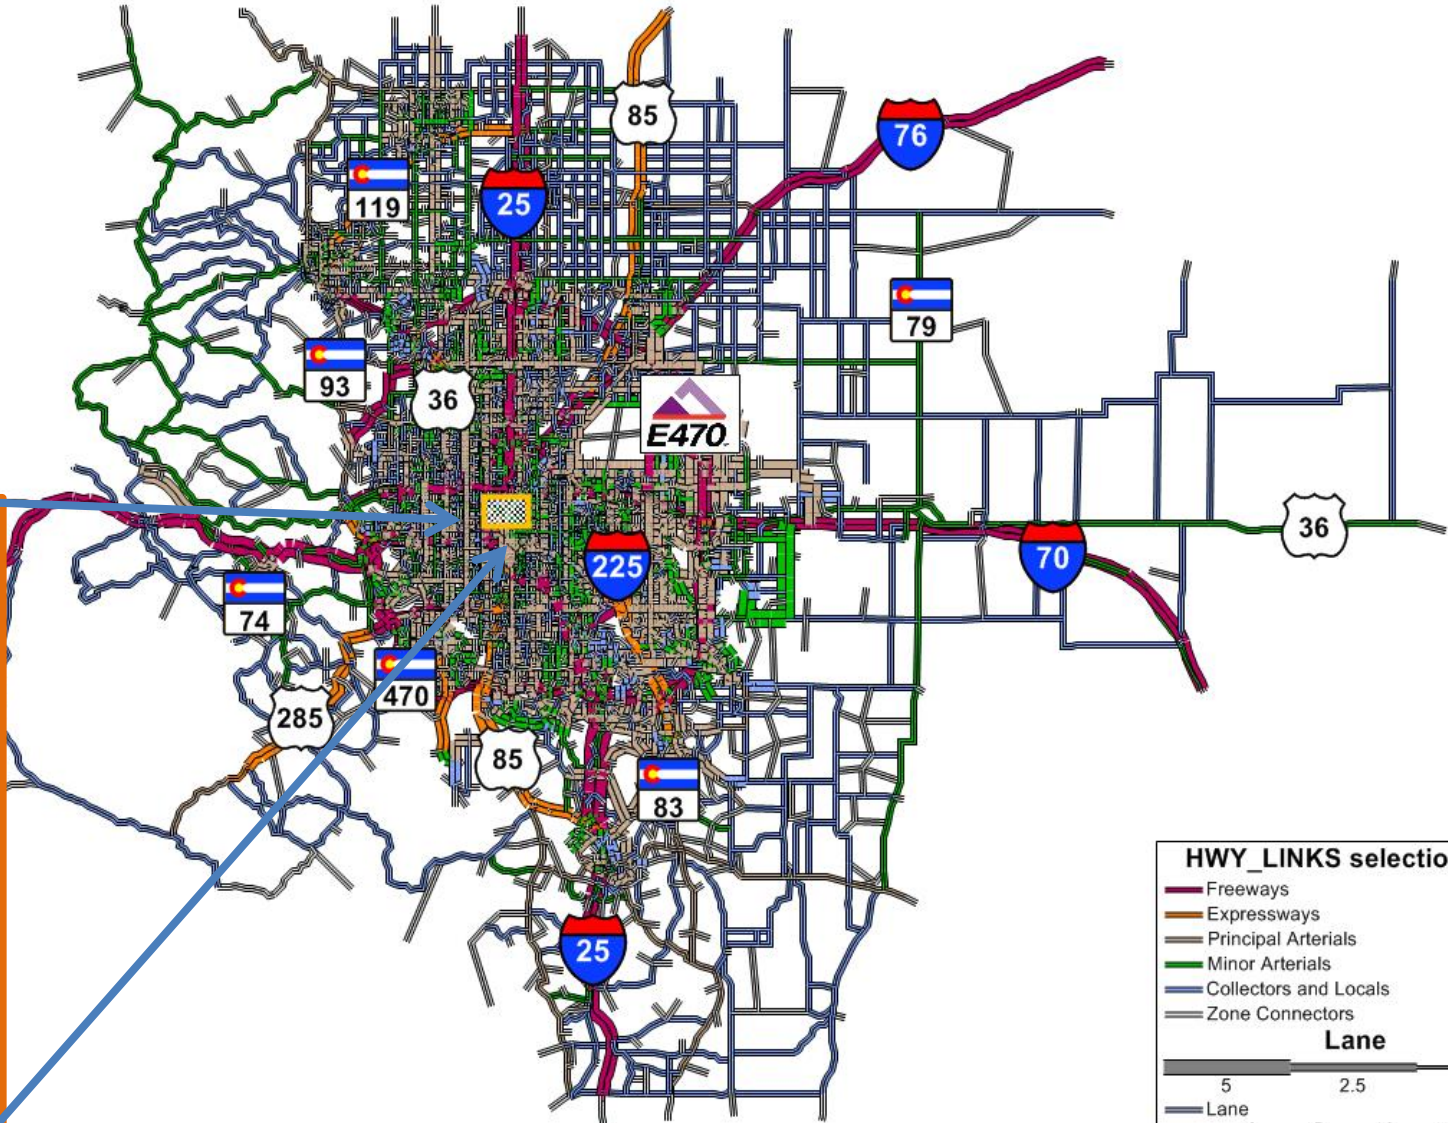 85
76
119
25
79
93
36
E470
36
225
70
74
470
285
85
83
25
HWY_LINKS selectio
Freeways
Expressways
Principal Arterials
Minor Arterials
Collectors and Locals
Zone Connectors
Lane
5 2.5
Lane